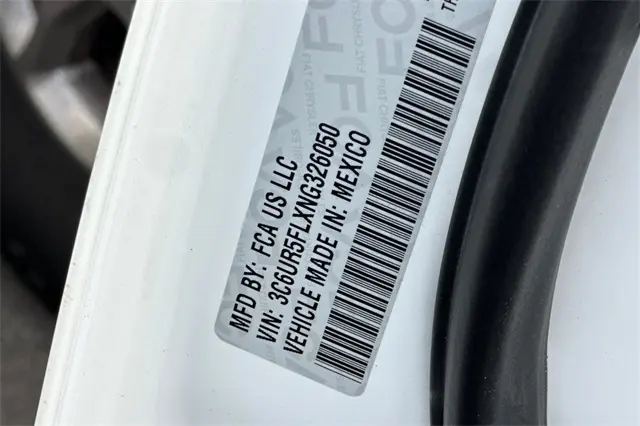 MFD BY: FCA US LLC
VIN: 3C6UR5FLXNG326050
VEHICLE MADE IN: MEXICO